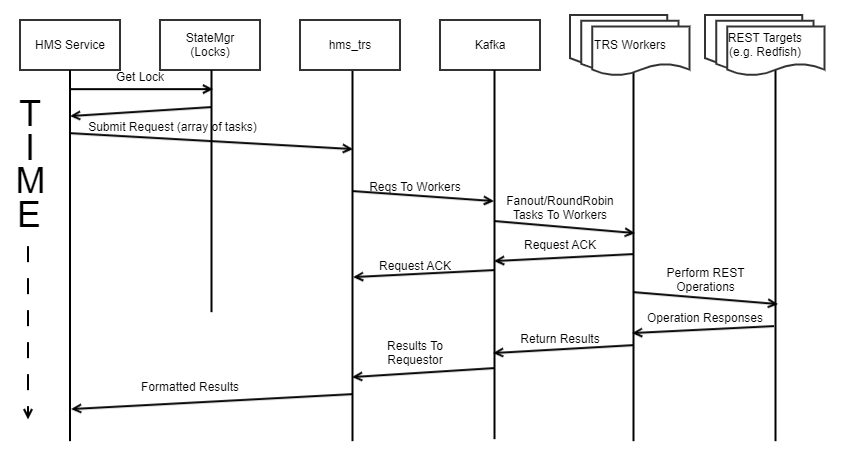 HMS Service
StateMgr
(Locks)
hms_trs
Kafka
TRS Workers
REST Targets
(e.g. Redfish)
Get Lock
Submit Request (array of tasks)
Reqs To Workers
Fanout/RoundRobin
Tasks To Workers
Request ACK
Request ACK
Perform REST
Operations
Operation Responses
Return Results
Results To
Requestor
Formatted Results
T
I
M
E